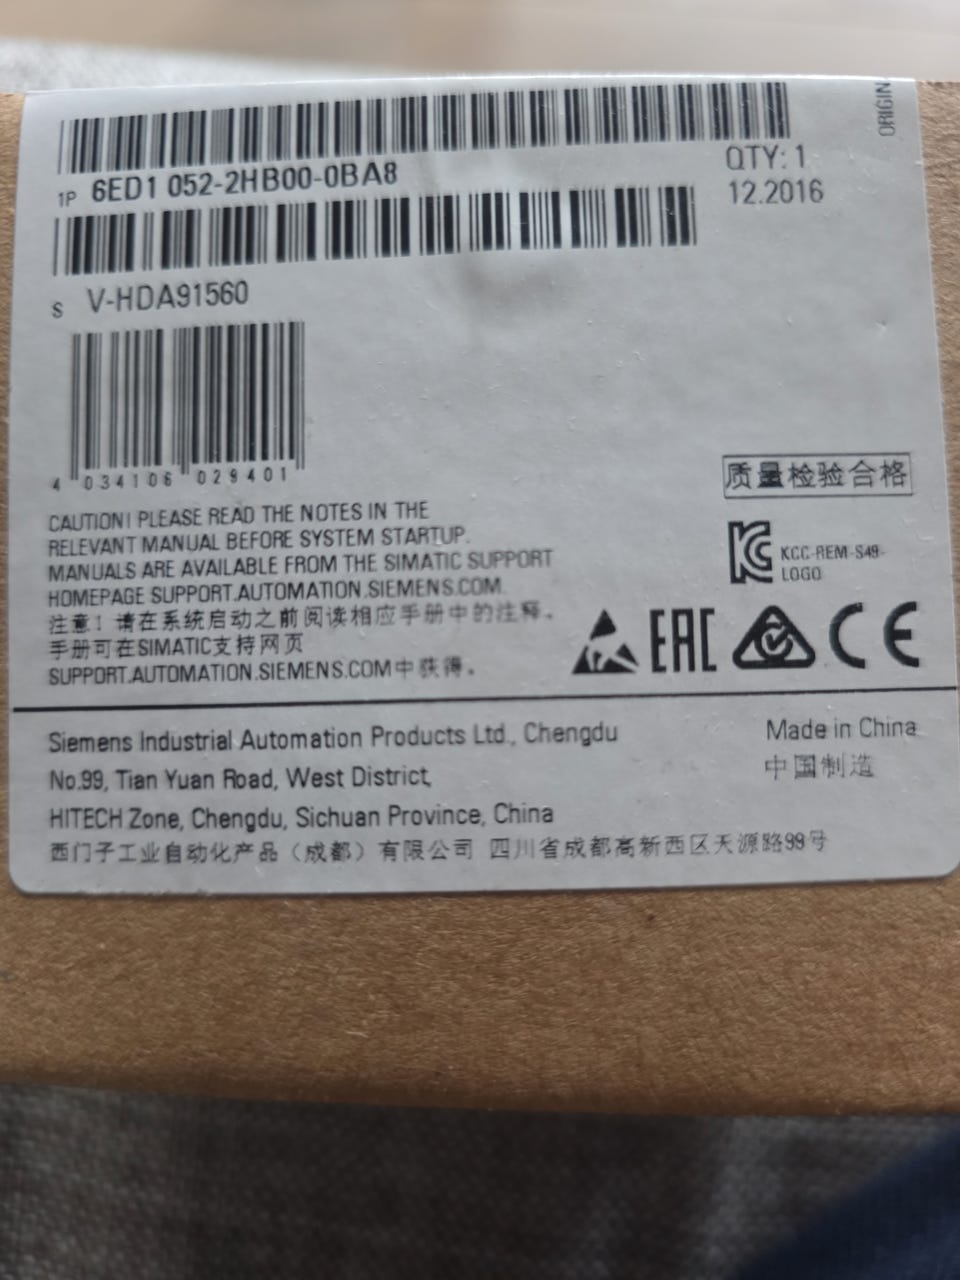 ORIGIN
1P 6ED1 052-2HB00-0BA8
QTY: 1
12.2016
S V-HDA91560
4 034106 029401
质量检验合格
KCC-REM-S49-
LOGO
CAUTION! PLEASE READ THE NOTES IN THE
RELEVANT MANUAL BEFORE SYSTEM STARTUP.
MANUALS ARE AVAILABLE FROM THE SIMATIC SUPPORT
HOMEPAGE SUPPORT.AUTOMATION.SIEMENS.COM.
注意！请在系统启动之前阅读相应手册中的注释。
手册可在SIMATIC支持网页
SUPPORT.AUTOMATION.SIEMENS.COM中获得。
EAC
CE
Siemens Industrial Automation Products Ltd., Chengdu
No.99, Tian Yuan Road, West District,
HITECH Zone, Chengdu, Sichuan Province, China
西门子工业自动化产品（成都）有限公司 四川省成都高新西区天源路99号
Made in China
中国制造